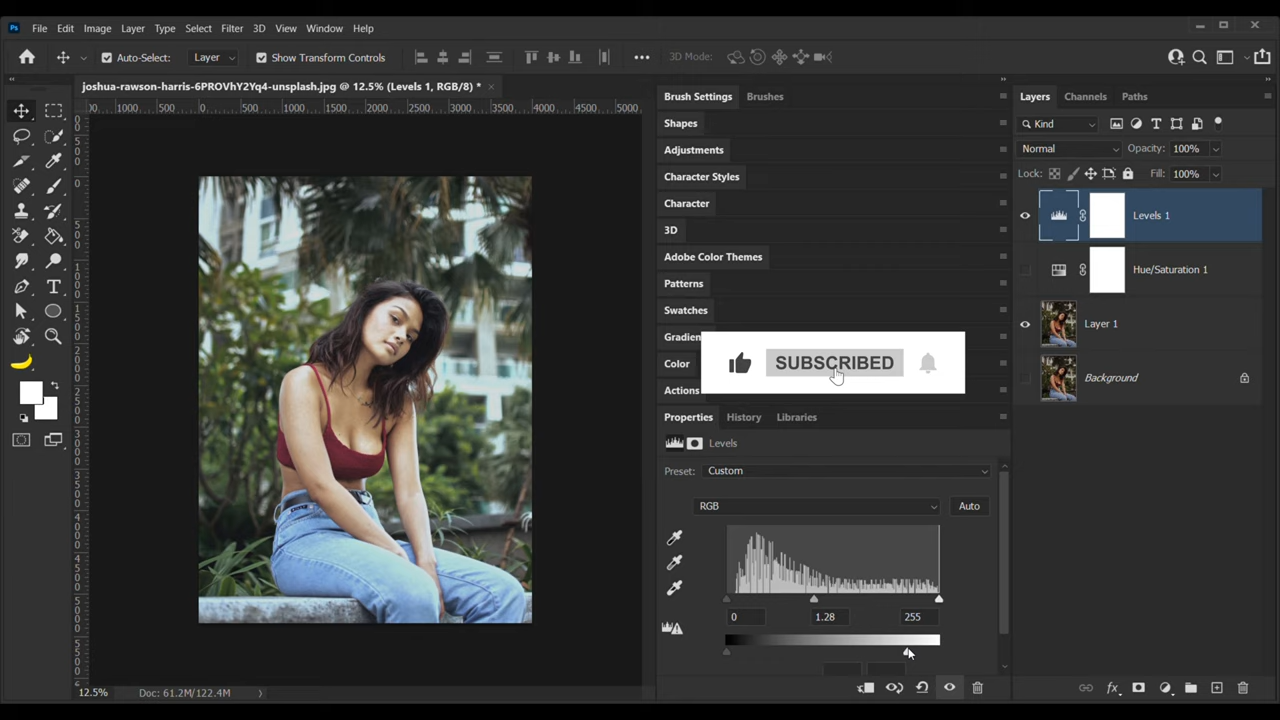 Ps File Edit Image Layer Type Select Filter 3D View Window Help
Auto-Select: Layer Show Transform Controls 3D Mode:
joshua-rawson-harris-6PROVhY2Yq4-unsplash.jpg @ 12.5% (Levels 1, RGB/8) *
1000 500 0 500 1000 1500 2000 2500 3000 3500 4000 4500 5000
Brush Settings Brushes
Shapes
Adjustments
Character Styles
Character
3D
Adobe Color Themes
Patterns
Swatches
Gradien
Color
Actions
SUBSCRIBED
Properties History Libraries
Levels
Preset: Custom
RGB Auto
0 1.28 255
Layers Channels Paths
Kind
Normal Opacity: 100%
Lock: Fill: 100%
Levels 1
Hue/Saturation 1
Layer 1
Background
12.5% Doc: 61.2M/122.4M